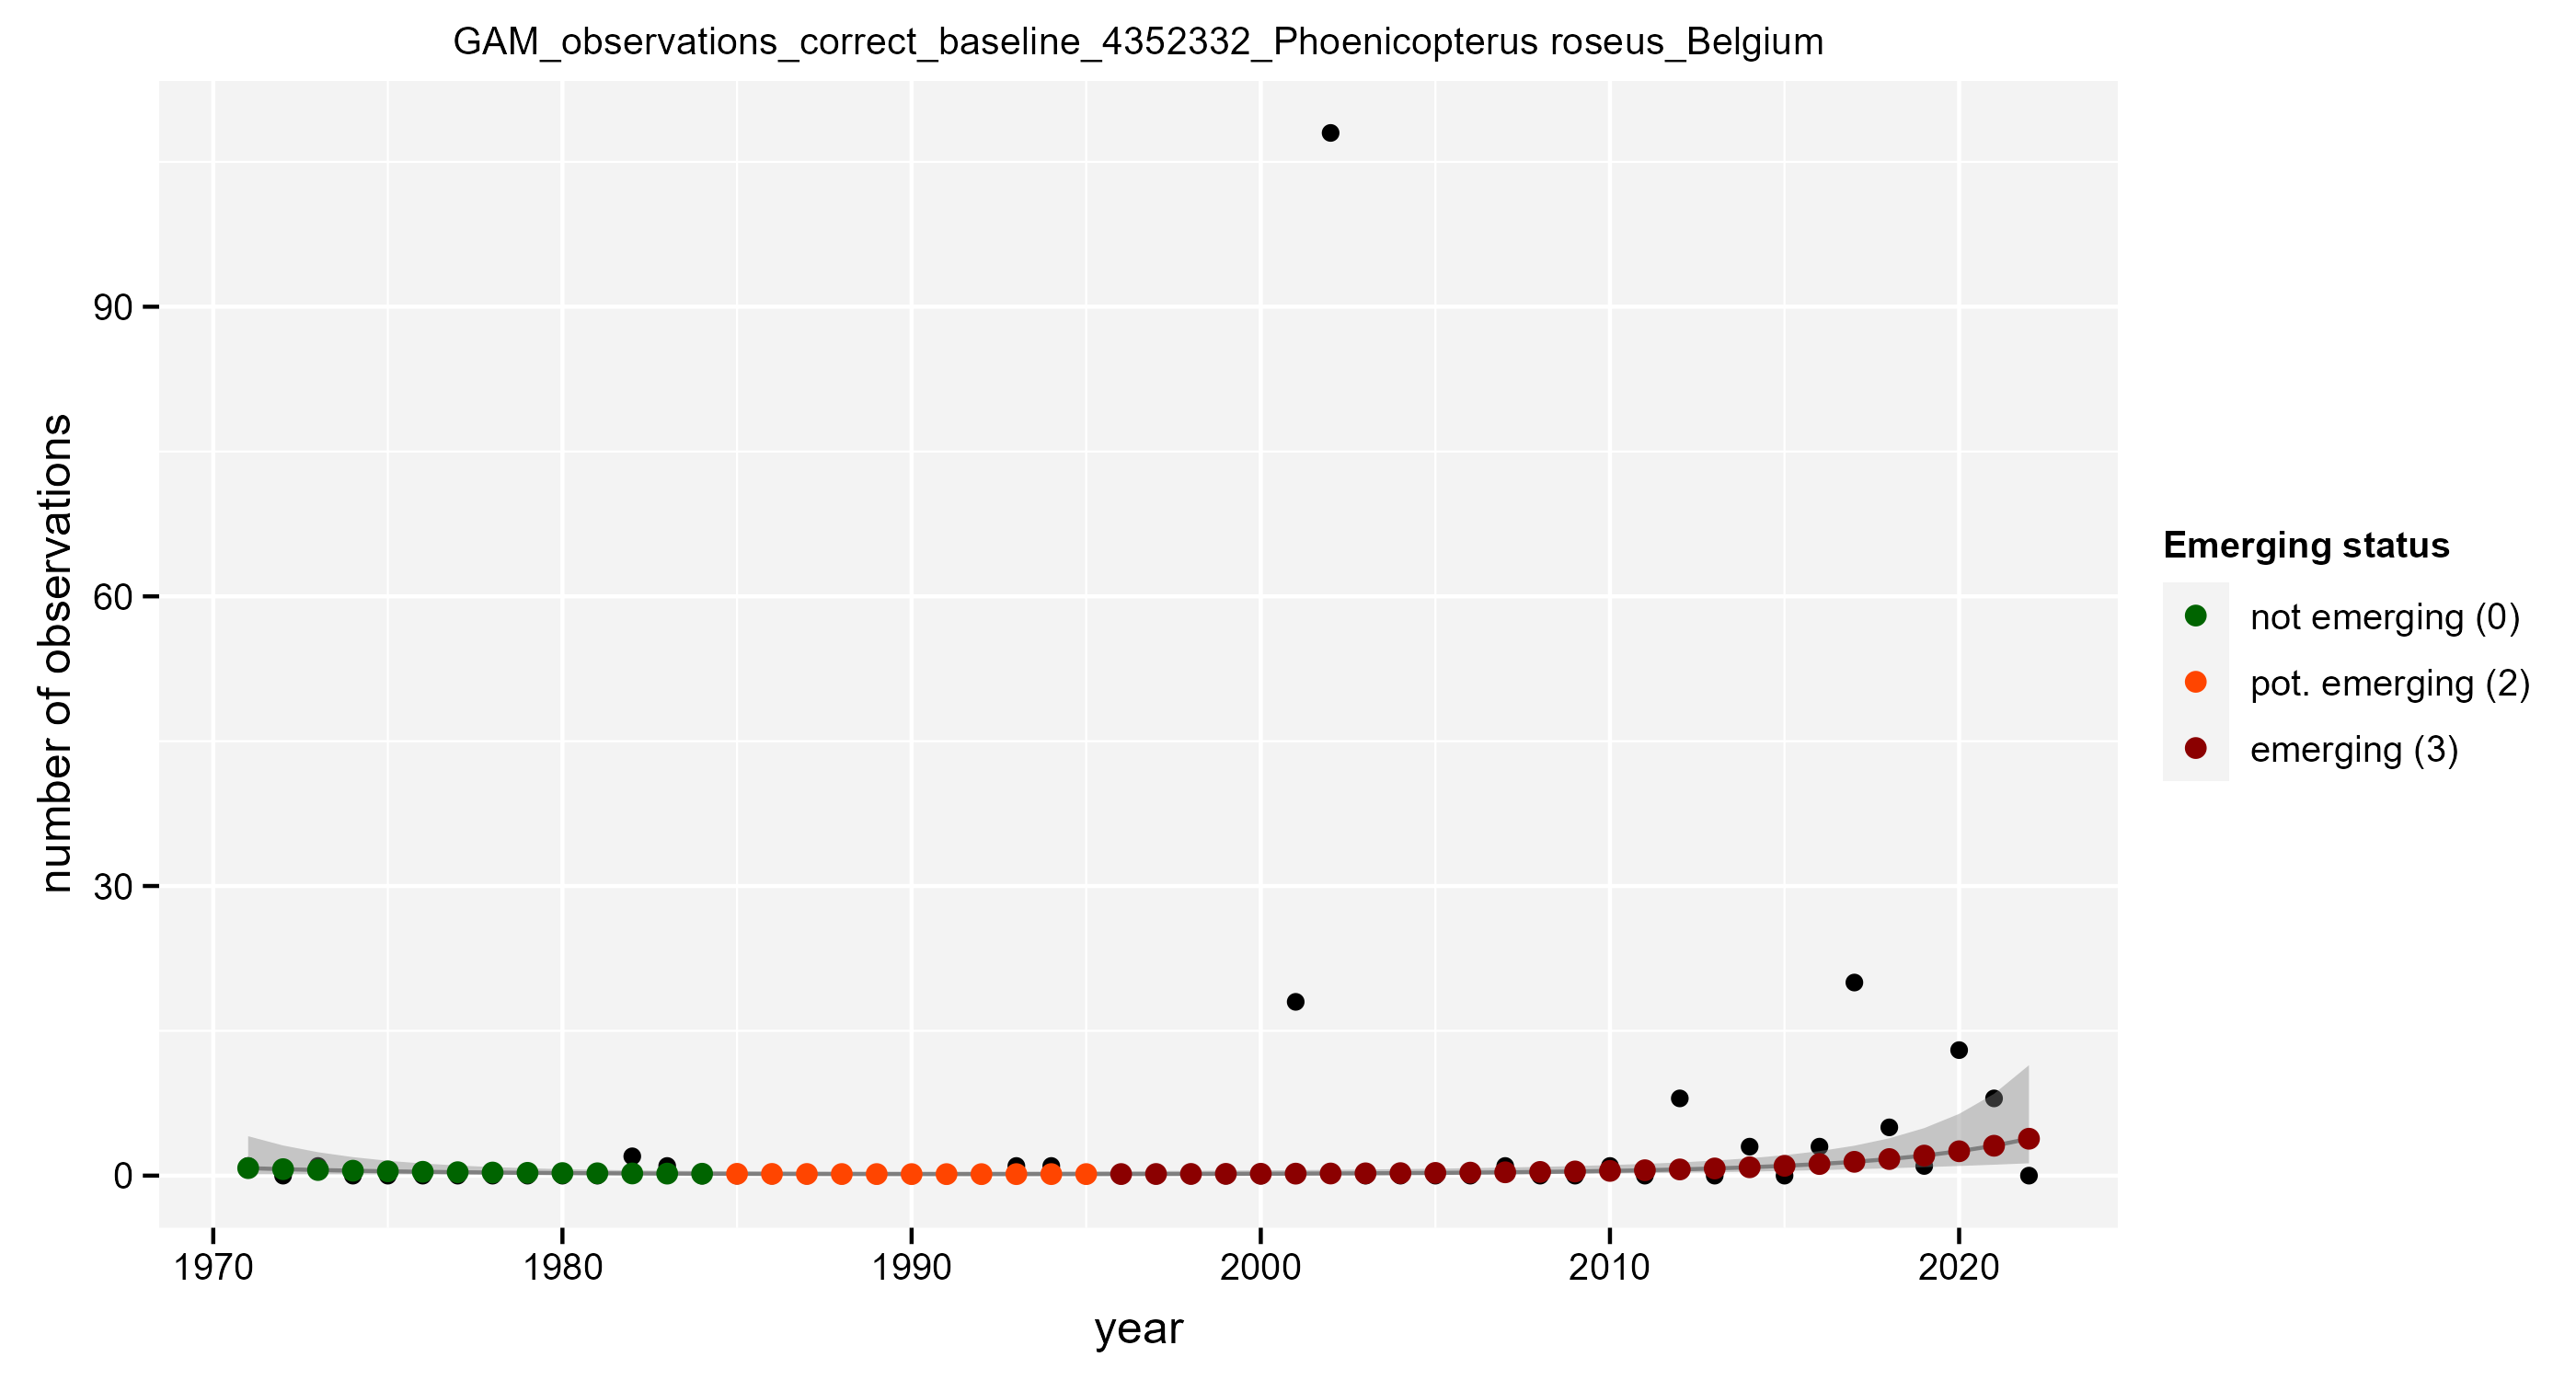 GAM_observations_correct_baseline_4352332_Phoenicopterus roseus_Belgium
number of observations
90
60
30
0
1970 1980 1990 2000 2010 2020
year
Emerging status
not emerging (0)
pot. emerging (2)
emerging (3)